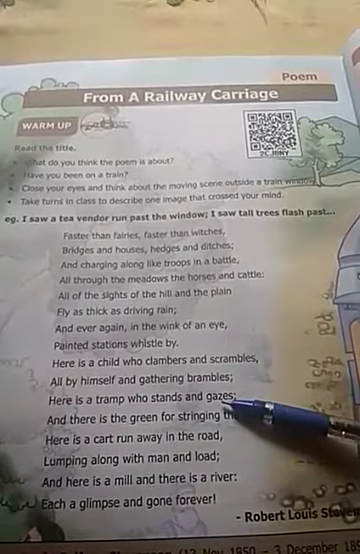 Poem
From A Railway Carriage
WARM UP
Read the title.
What do you think the poem is about?
Have you been on a train?
Close your eyes and think about the moving scene outside a train window.
• Take turns in class to describe one image that crossed your mind.
eg. I saw a tea vendor run past the window; I saw tall trees flash past...
Faster than fairies, faster than witches,
Bridges and houses, hedges and ditches;
And charging along like troops in a battle,
All through the meadows the horses and cattle:
All of the sights of the hill and the plain
Fly as thick as driving rain;
And ever again, in the wink of an eye,
Painted stations whistle by.
Here is a child who clambers and scrambles,
All by himself and gathering brambles;
Here is a tramp who stands and gazes;
And there is the green for stringing
Here is a cart run away in the road,
Lumping along with man and load;
And here is a mill and there is a river:
Each a glimpse and gone forever!
- Robert Louis
(13 Nov 1850 – 3 December